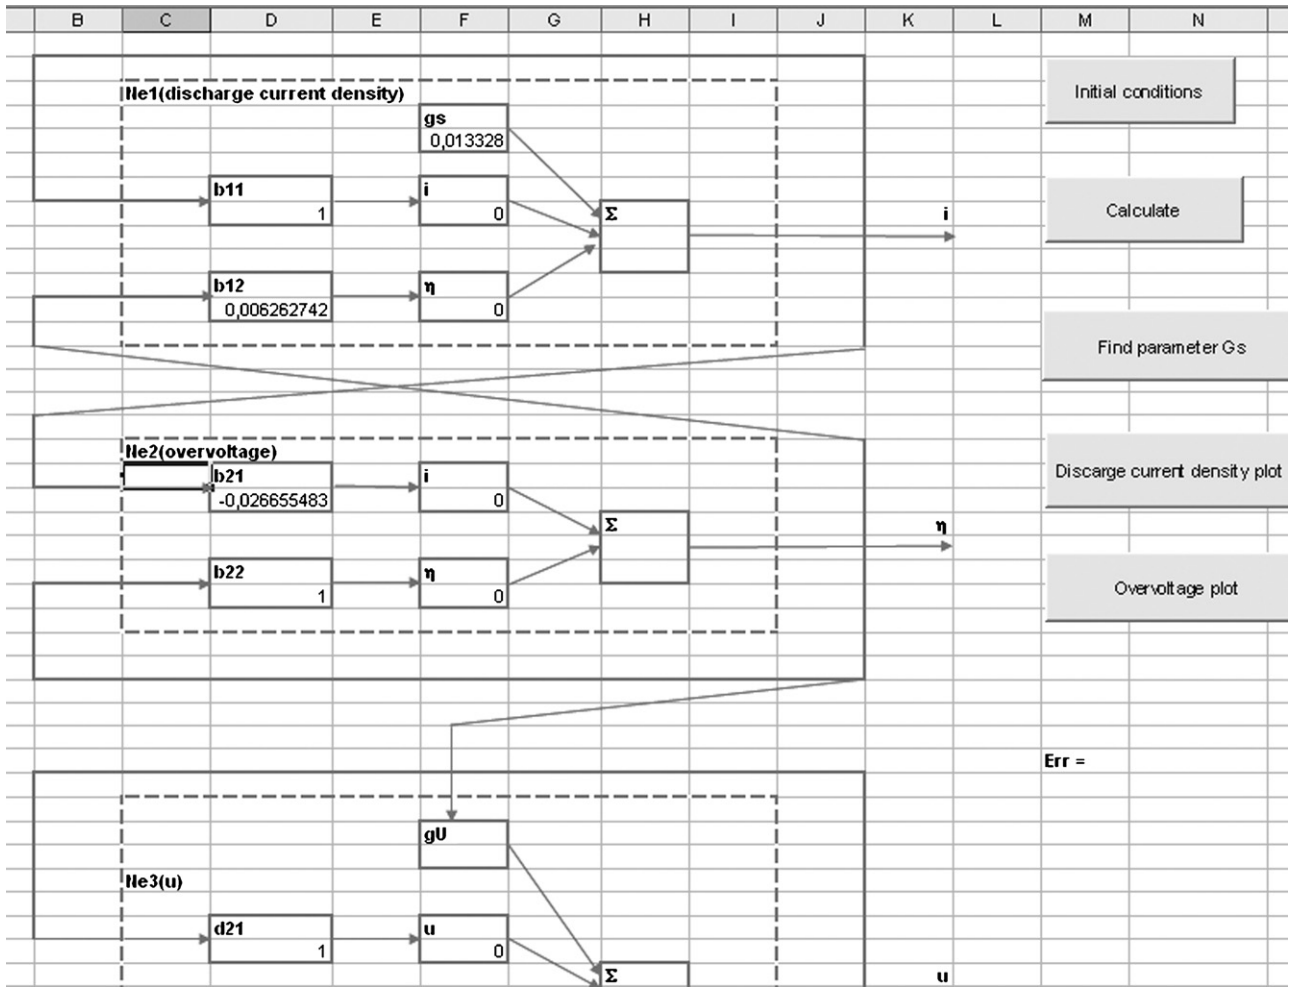 B C D E F G H I J K L M N
Ne1(discharge current density)
Initial conditions
gs
0,013328
b11
1
i
0
Σ
i
Calculate
b12
0,006262742
η
0
Find parameter Gs
Ne2(overvoltage)
b21
-0,026655483
i
0
Σ
η
Discarge current density plot
b22
1
η
0
Overvoltage plot
Err =
gU
Ne3(u)
d21
1
u
0
Σ
u